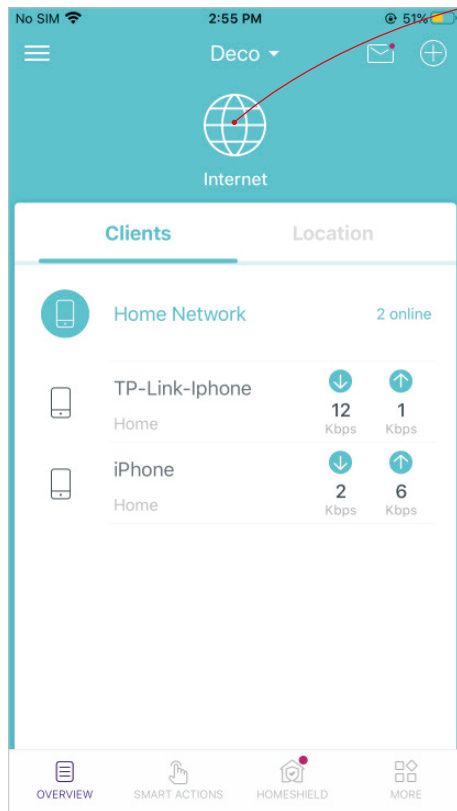 No SIM 2:55 PM 51%
Deco
Internet
Clients Location
Home Network 2 online
TP-Link-Iphone
12 1
Home Kbps Kbps
iPhone
2 6
Home Kbps Kbps
OVERVIEW SMART ACTIONS HOMESHIELD MORE